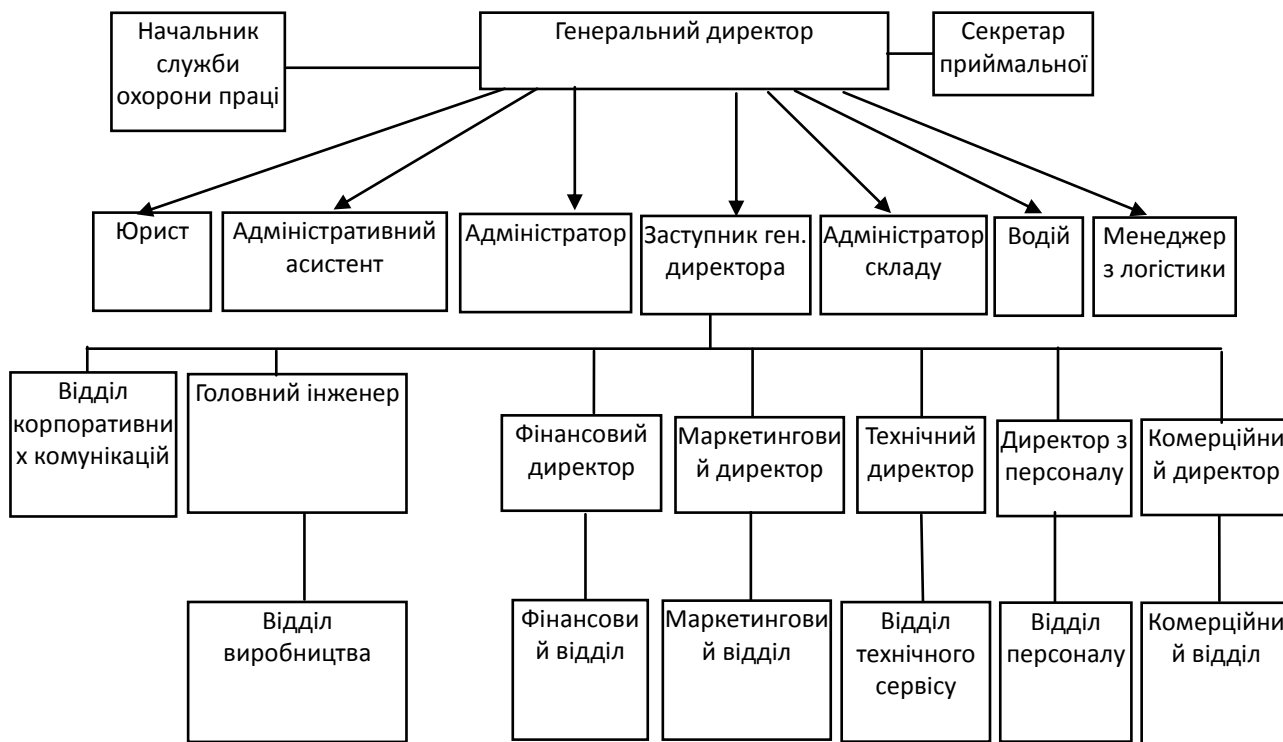 Начальник
служби
охорони праці
Генеральний директор
Секретар
приймальної
Юрист
Адміністративний
асистент
Адміністратор
Заступник ген.
директора
Адміністратор
складу
Водій
Менеджер
з логістики
Відділ
корпоративни
х комунікацій
Головний інженер
Фінансовий
директор
Маркетингови
й директор
Технічний
директор
Директор з
персоналу
Комерційни
й директор
Відділ
виробництва
Фінансови
й відділ
Маркетингови
й відділ
Відділ
технічного
сервісу
Відділ
персоналу
Комерційни
й відділ